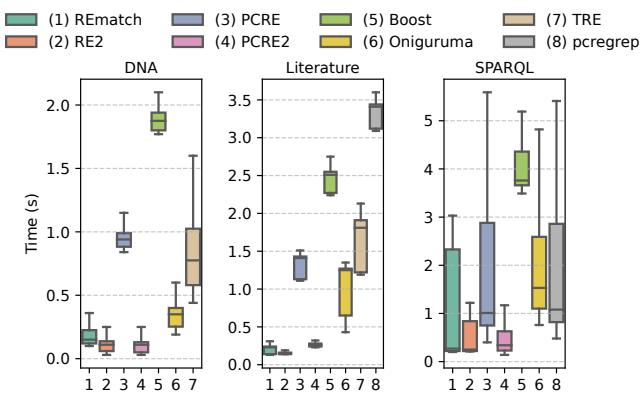 (1) REmatch (3) PCRE (5) Boost (7) TRE
(2) RE2 (4) PCRE2 (6) Oniguruma (8) pcregrep
DNA Literature SPARQL
Time (s)
2.0
1.5
1.0
0.5
0.0
1 2 3 4 5 6 7
3.5
3.0
2.5
2.0
1.5
1.0
0.5
0.0
1 2 3 4 5 6 7 8
5
4
3
2
1
0
1 2 3 4 5 6 7 8